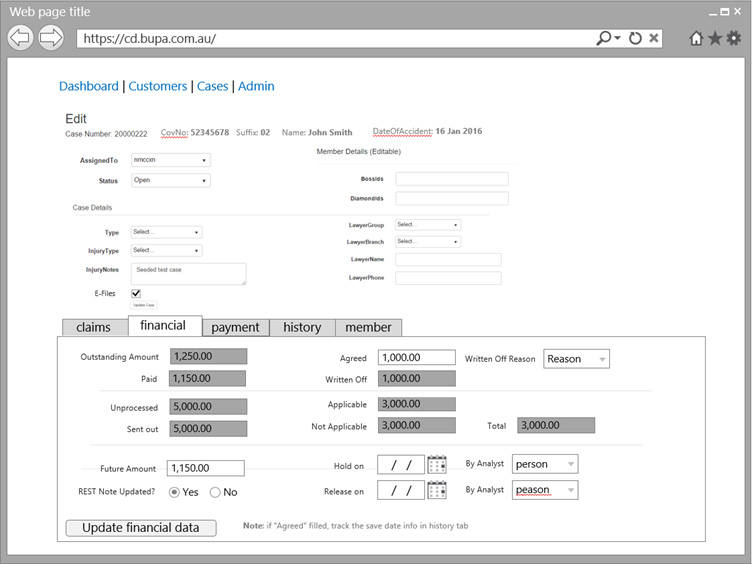 Web page title
https://cd.bupa.com.au/
Dashboard | Customers | Cases | Admin
Edit
Case Number: 20000222 CovNo: 52345678 Suffix: 02 Name: John Smith DateOfAccident: 16 Jan 2016
Member Details (Editable)
AssignedTo nmccxn
Status Open
BossIds
DiamondIds
Case Details
Type Select...
InjuryType Select...
InjuryNotes Seeded test case
E-Files
Update Case
LawyerGroup Select...
LawyerBranch Select...
LawyerName
LawyerPhone
claims financial payment history member
Outstanding Amount 1,250.00 Agreed 1,000.00 Written Off Reason Reason
Paid 1,150.00 Written Off 1,000.00
Unprocessed 5,000.00 Applicable 3,000.00
Sent out 5,000.00 Not Applicable 3,000.00 Total 3,000.00
Future Amount 1,150.00 Hold on / / By Analyst person
REST Note Updated? Yes No Release on / / By Analyst peason
Update financial data Note: if "Agreed" filled, track the save date info in history tab